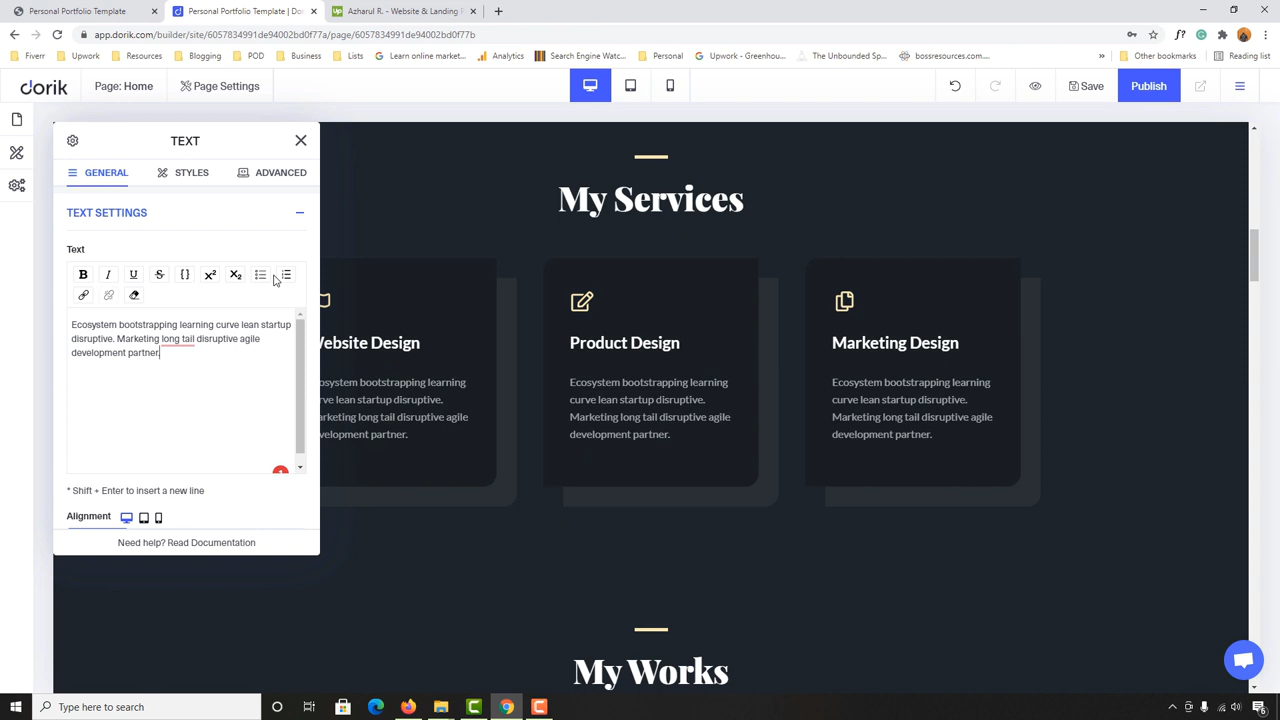 Personal Portfolio Template
Personal Portfolio Template | Do
Azharul R. - Website & Landing P
app.dorik.com/builder/site/6057834991de94002bd0f77a/page/6057834991de94002bd0f77b
Fiverr
Upwork
Resources
Blogging
POD
Business
Lists
Learn online market...
Analytics
Search Engine Watc...
Personal
Upwork - Greenhou...
The Unbounded Sp...
bossresources.com...
»
Other bookmarks
Reading list
dorik
Page: Home
Page Settings
Save
Publish
TEXT
GENERAL
STYLES
ADVANCED
TEXT SETTINGS
Text
B I U S {} X² X₂
Ecosystem bootstrapping learning curve lean startup
disruptive. Marketing long tail disruptive agile
development partner.
* Shift + Enter to insert a new line
Alignment
Need help? Read Documentation
My Services
ebsite Design
osystem bootstrapping learning
ve lean startup disruptive.
arketing long tail disruptive agile
velopment partner.
Product Design
Ecosystem bootstrapping learning
curve lean startup disruptive.
Marketing long tail disruptive agile
development partner.
Marketing Design
Ecosystem bootstrapping learning
curve lean startup disruptive.
Marketing long tail disruptive agile
development partner.
My Works
Type here to search